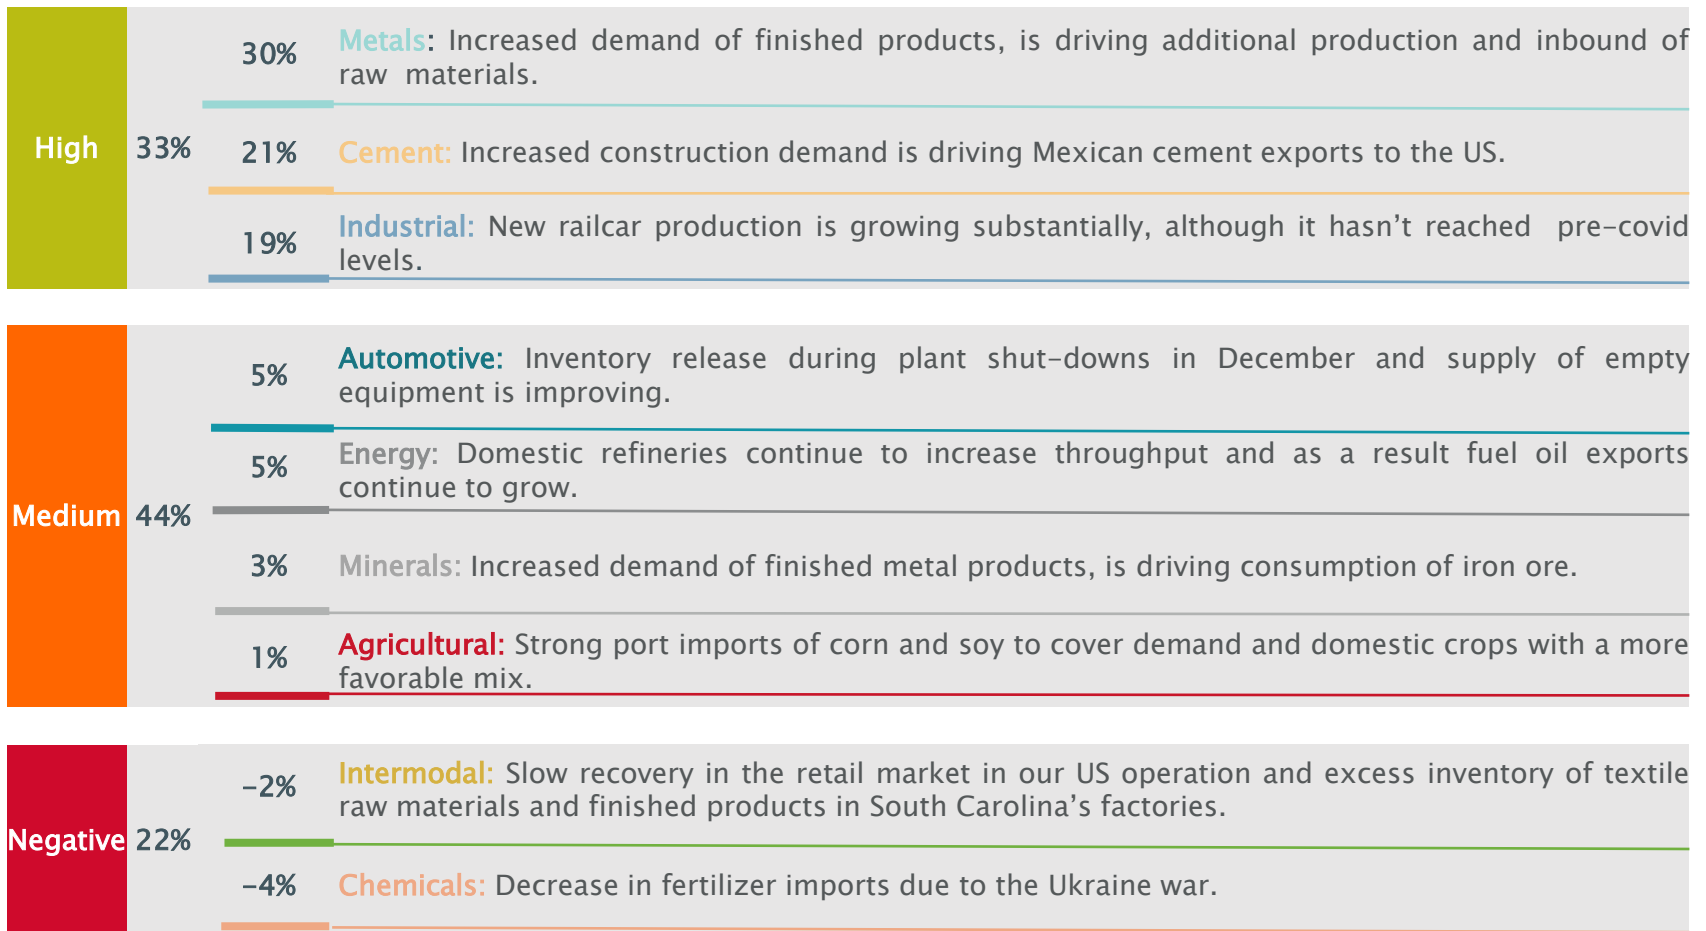 High
33%
30%
Metals: Increased demand of finished products, is driving additional production and inbound of
raw materials.
21%
Cement: Increased construction demand is driving Mexican cement exports to the US.
19%
Industrial: New railcar production is growing substantially, although it hasn’t reached pre-covid
levels.
Medium
44%
5%
Automotive: Inventory release during plant shut-downs in December and supply of empty
equipment is improving.
5%
Energy: Domestic refineries continue to increase throughput and as a result fuel oil exports
continue to grow.
3%
Minerals: Increased demand of finished metal products, is driving consumption of iron ore.
1%
Agricultural: Strong port imports of corn and soy to cover demand and domestic crops with a more
favorable mix.
Negative
22%
-2%
Intermodal: Slow recovery in the retail market in our US operation and excess inventory of textile
raw materials and finished products in South Carolina’s factories.
-4%
Chemicals: Decrease in fertilizer imports due to the Ukraine war.